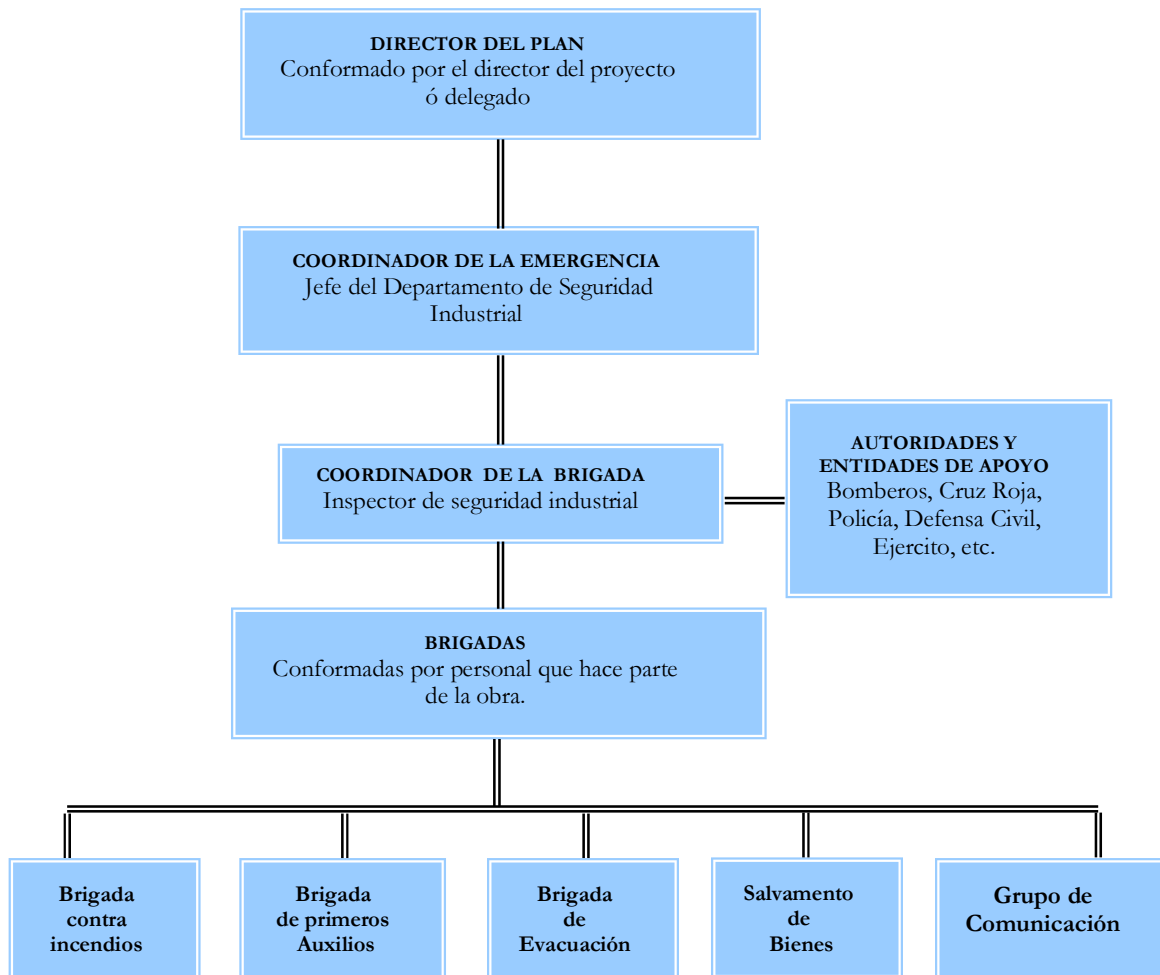 DIRECTOR DEL PLAN
Conformado por el director del proyecto
ó delegado
COORDINADOR DE LA EMERGENCIA
Jefe del Departamento de Seguridad
Industrial
COORDINADOR DE LA BRIGADA
Inspector de seguridad industrial
AUTORIDADES Y
ENTIDADES DE APOYO
Bomberos, Cruz Roja,
Policía, Defensa Civil,
Ejercito, etc.
BRIGADAS
Conformadas por personal que hace parte
de la obra.
Brigada
contra
incendios
Brigada
de primeros
Auxilios
Brigada
de
Evacuación
Salvamento
de
Bienes
Grupo de
Comunicación